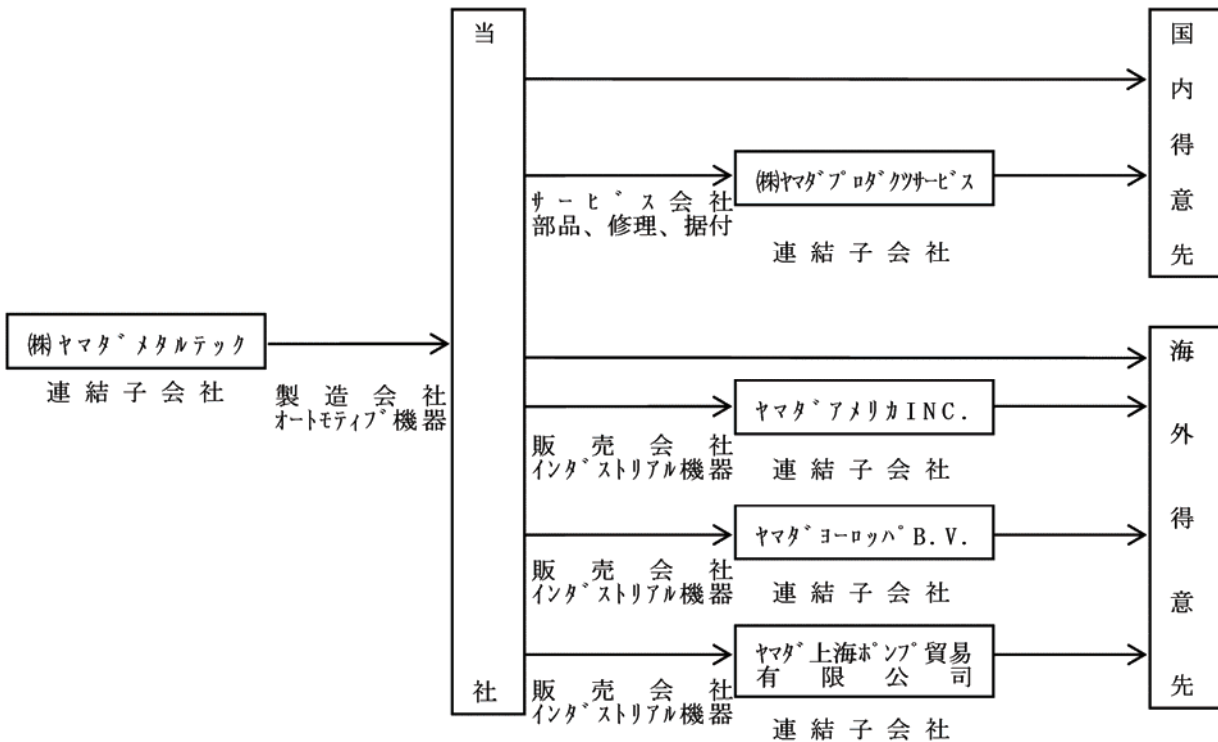 当社
国内得意先
㈱ヤマダプロダクツサービス
サービス会社
部品、修理、据付
連結子会社
㈱ヤマダメタルテック
連結子会社
製造会社
オートモティブ機器
海外得意先
ヤマダアメリカINC.
販売会社
インダストリアル機器
連結子会社
ヤマダヨーロッパB.V.
販売会社
インダストリアル機器
連結子会社
ヤマダ上海ポンプ貿易
有限公司
販売会社
インダストリアル機器
連結子会社